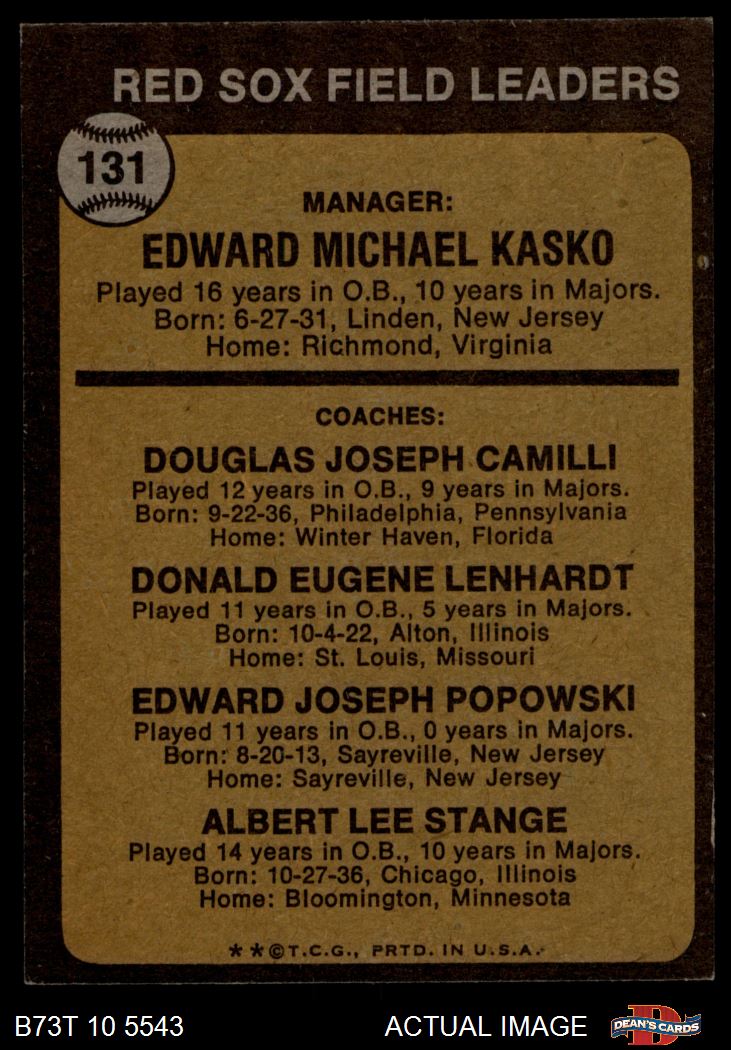 RED SOX FIELD LEADERS
131
MANAGER:
EDWARD MICHAEL KASKO
Played 16 years in O.B., 10 years in Majors.
Born: 6-27-31, Linden, New Jersey
Home: Richmond, Virginia
COACHES:
DOUGLAS JOSEPH CAMILLI
Played 12 years in O.B., 9 years in Majors.
Born: 9-22-36, Philadelphia, Pennsylvania
Home: Winter Haven, Florida
DONALD EUGENE LENHARDT
Played 11 years in O.B., 5 years in Majors.
Born: 10-4-22, Alton, Illinois
Home: St. Louis, Missouri
EDWARD JOSEPH POPOWSKI
Played 11 years in O.B., 0 years in Majors.
Born: 8-20-13, Sayreville, New Jersey
Home: Sayreville, New Jersey
ALBERT LEE STANGE
Played 14 years in O.B., 10 years in Majors.
Born: 10-27-36, Chicago, Illinois
Home: Bloomington, Minnesota
**©T.C.G., PRTD. IN U.S.A.
B73T 10 5543 ACTUAL IMAGE D DEAN'S CARDS